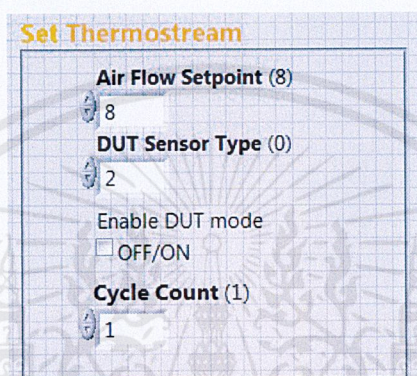 Set Thermostream
Air Flow Setpoint (8)
8
DUT Sensor Type (0)
2
Enable DUT mode
OFF/ON
Cycle Count (1)
1